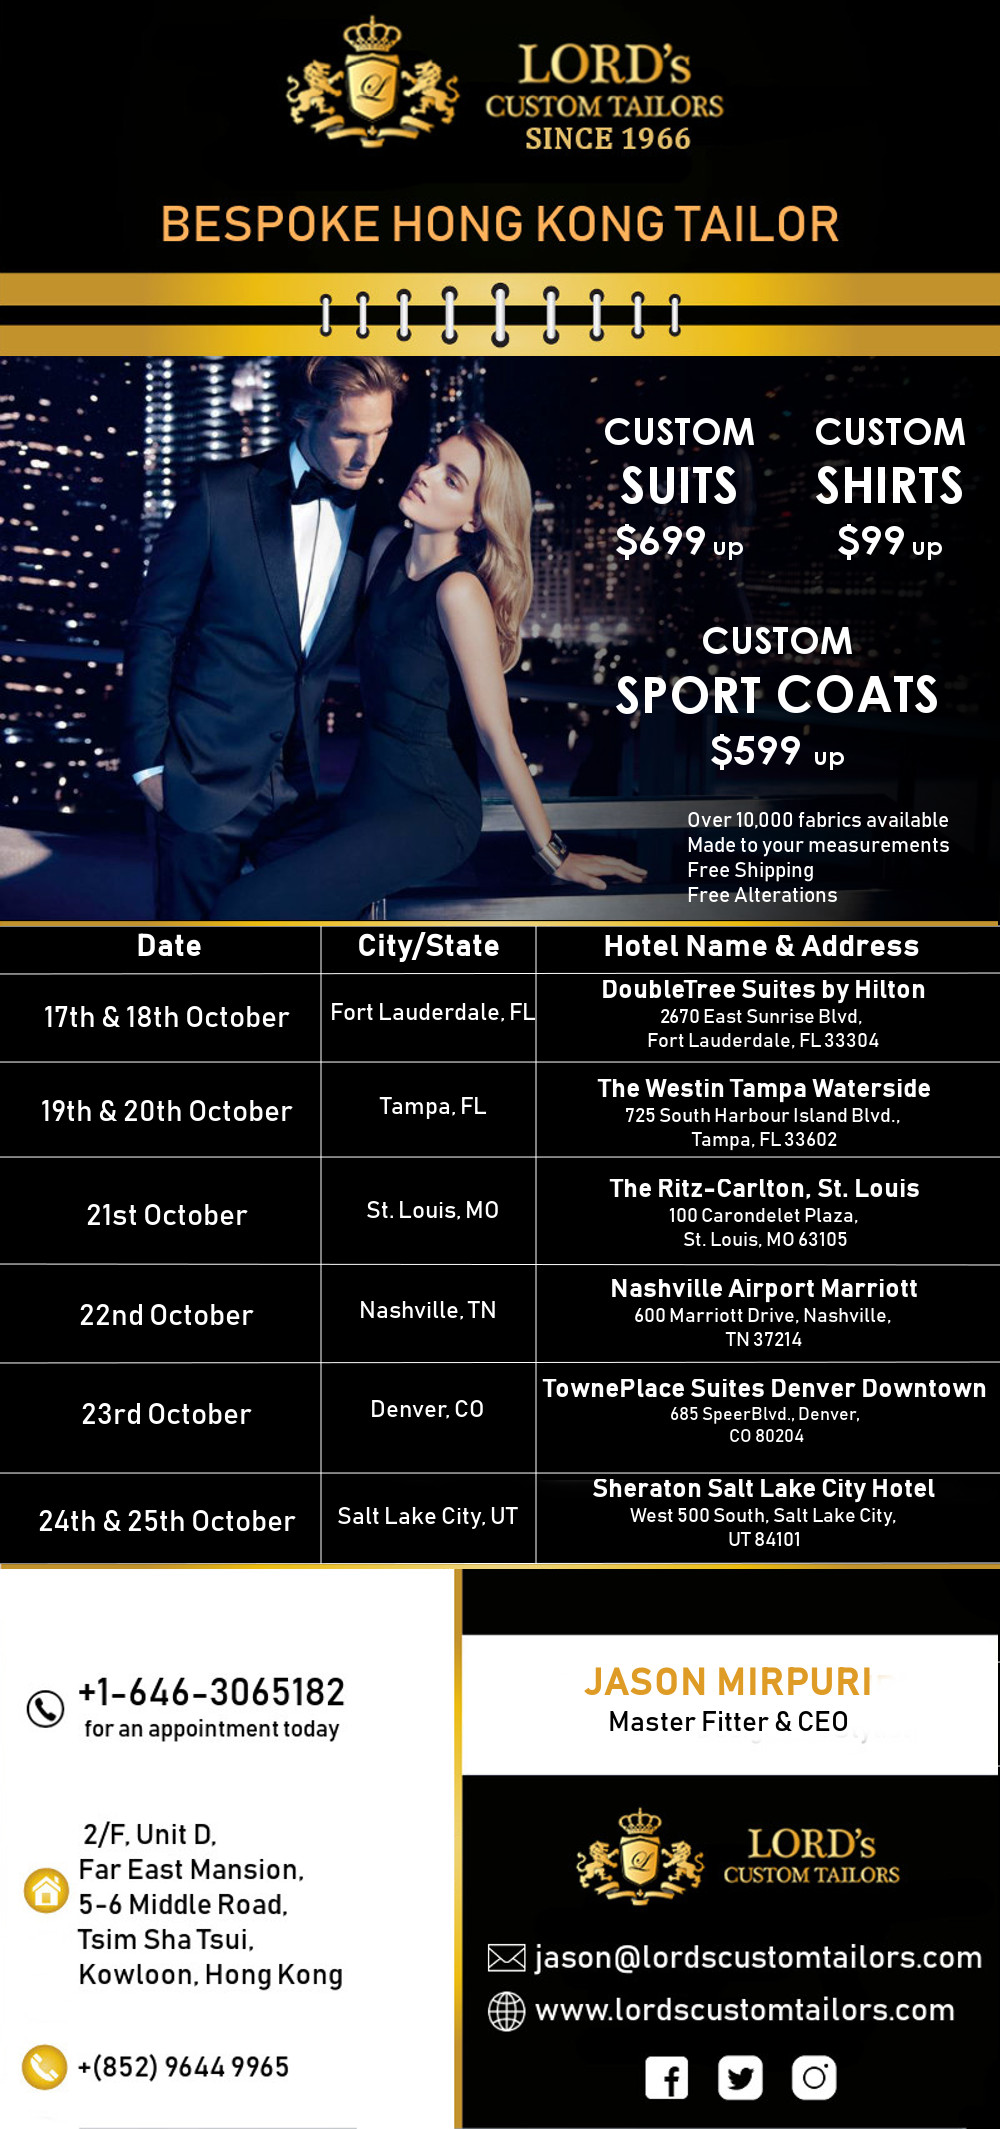 L
LORD's
CUSTOM TAILORS
SINCE 1966
BESPOKE HONG KONG TAILOR
CUSTOM
SUITS
$699 up
CUSTOM
SHIRTS
$99 up
CUSTOM
SPORT COATS
$599 up
Over 10,000 fabrics available
Made to your measurements
Free Shipping
Free Alterations
Date City/State Hotel Name & Address
17th & 18th October Fort Lauderdale, FL DoubleTree Suites by Hilton
2670 East Sunrise Blvd,
Fort Lauderdale, FL 33304
19th & 20th October Tampa, FL The Westin Tampa Waterside
725 South Harbour Island Blvd.,
Tampa, FL 33602
21st October St. Louis, MO The Ritz-Carlton, St. Louis
100 Carondelet Plaza,
St. Louis, MO 63105
22nd October Nashville, TN Nashville Airport Marriott
600 Marriott Drive, Nashville,
TN 37214
23rd October Denver, CO TownePlace Suites Denver Downtown
685 SpeerBlvd., Denver,
CO 80204
24th & 25th October Salt Lake City, UT Sheraton Salt Lake City Hotel
West 500 South, Salt Lake City,
UT 84101
+1-646-3065182
for an appointment today
2/F, Unit D,
Far East Mansion,
5-6 Middle Road,
Tsim Sha Tsui,
Kowloon, Hong Kong
+(852) 9644 9965
JASON MIRPURI
Master Fitter & CEO
L
LORD's
CUSTOM TAILORS
jason@lordscustomtailors.com
www.lordscustomtailors.com